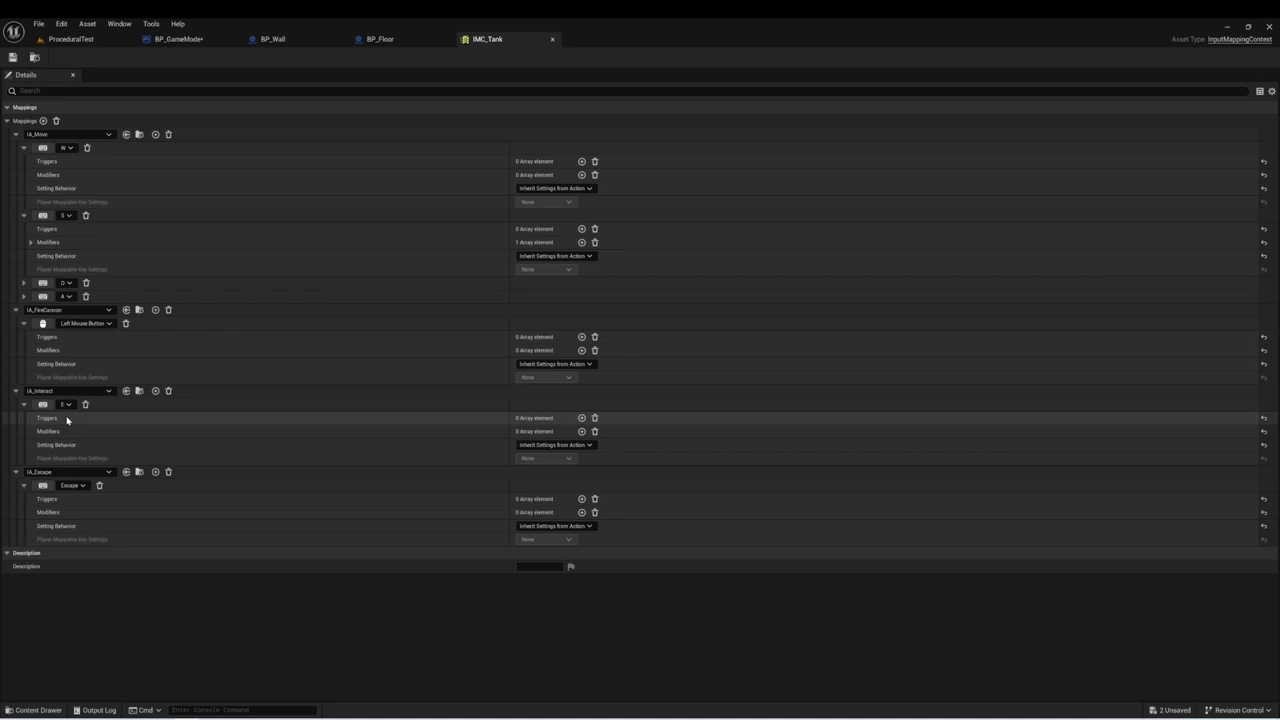 File Edit Asset Window Tools Help
ProceduralTest BP_GameMode* BP_Wall BP_Floor IMC_Tank Asset Type: InputMappingContext
Details
Search
Mappings
Mappings
IA_Move
W
Triggers 0 Array element
Modifiers 0 Array element
Setting Behavior Inherit Settings from Action
Player Mappable Key Settings None
S
Triggers 0 Array element
Modifiers 1 Array element
Setting Behavior Inherit Settings from Action
Player Mappable Key Settings None
D
A
IA_FireCannon
Left Mouse Button
Triggers 0 Array element
Modifiers 0 Array element
Setting Behavior Inherit Settings from Action
Player Mappable Key Settings None
IA_Interact
E
Triggers 0 Array element
Modifiers 0 Array element
Setting Behavior Inherit Settings from Action
Player Mappable Key Settings None
IA_Escape
Escape
Triggers 0 Array element
Modifiers 0 Array element
Setting Behavior Inherit Settings from Action
Player Mappable Key Settings None
Description
Description
Content Drawer Output Log Cmd Enter Console Command 2 Unsaved Revision Control